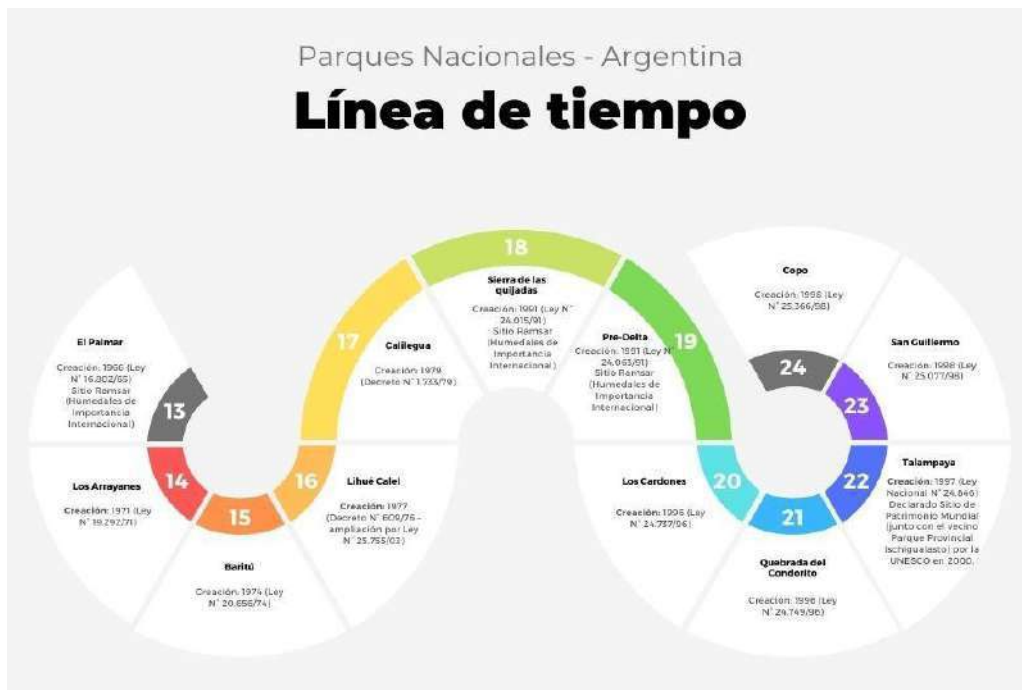 Parques Nacionales - Argentina
Línea de tiempo
13
El Palmar
Creación: 1966 (Ley
N° 16.802/65)
Sitio Ramsar
(Humedales de
Importancia
Internacional)
14
Los Arrayanes
Creación: 1971 (Ley
N° 19.292/71)
15
Baritú
Creación: 1974 (Ley
N° 20.656/74)
16
Lihué Calel
Creación: 1977
(Decreto N° 609/76 -
ampliación por Ley
N° 25.755/03)
17
Calilegua
Creación: 1979
(Decreto N° 1.733/79)
18
Sierra de las
quijadas
Creación: 1991 (Ley N°
24.015/91)
Sitio Ramsar
(Humedales de
Importancia
Internacional)
19
Pre-Delta
Creación: 1991 (Ley N
24.063/91)
Sitio Ramsar
(Humedales de
Importancia
Internacional)
20
Los Cardones
Creación: 1996 (Ley
N° 24.737/96)
21
Quebrada del
Condorito
Creación: 1996 (Ley
N° 24.749/96)
22
Talampaya
Creación: 1997 (Ley
Nacional N° 24.846)
Declarado Sitio de
Patrimonio Mundial
(junto con el vecino
Parque Provincial
Ischigualasto) por la
UNESCO en 2000.
23
San Guillermo
Creación: 1998 (Ley
N° 25.077/98)
24
Copo
Creación: 1998 (Ley
N° 25.366/98)